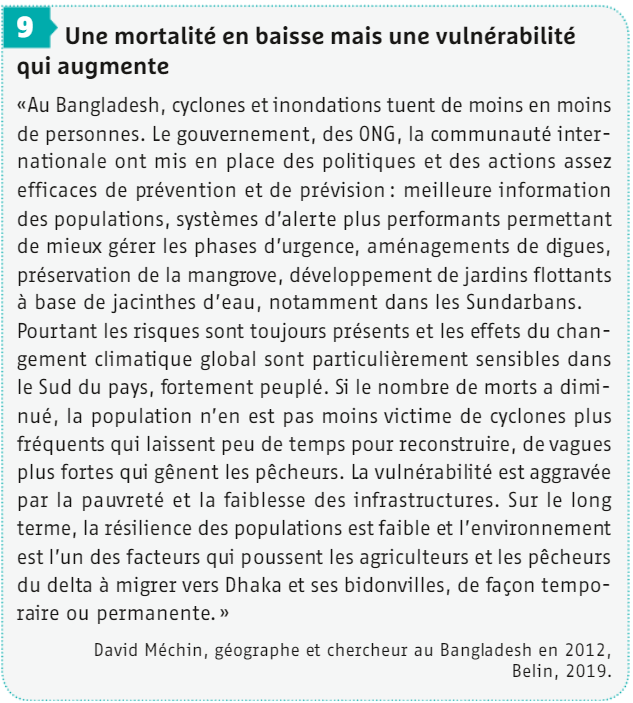 9 Une mortalité en baisse mais une vulnérabilité
qui augmente
«Au Bangladesh, cyclones et inondations tuent de moins en moins
de personnes. Le gouvernement, des ONG, la communauté inter-
nationale ont mis en place des politiques et des actions assez
efficaces de prévention et de prévision : meilleure information
des populations, systèmes d'alerte plus performants permettant
de mieux gérer les phases d'urgence, aménagements de digues,
préservation de la mangrove, développement de jardins flottants
à base de jacinthes d'eau, notamment dans les Sundarbans.
Pourtant les risques sont toujours présents et les effets du chan-
gement climatique global sont particulièrement sensibles dans
le Sud du pays, fortement peuplé. Si le nombre de morts a dimi-
nué, la population n'en est pas moins victime de cyclones plus
fréquents qui laissent peu de temps pour reconstruire, de vagues
plus fortes qui gênent les pêcheurs. La vulnérabilité est aggravée
par la pauvreté et la faiblesse des infrastructures. Sur le long
terme, la résilience des populations est faible et l'environnement
est l'un des facteurs qui poussent les agriculteurs et les pêcheurs
du delta à migrer vers Dhaka et ses bidonvilles, de façon tempo-
raire ou permanente. »
David Méchin, géographe et chercheur au Bangladesh en 2012,
Belin, 2019.